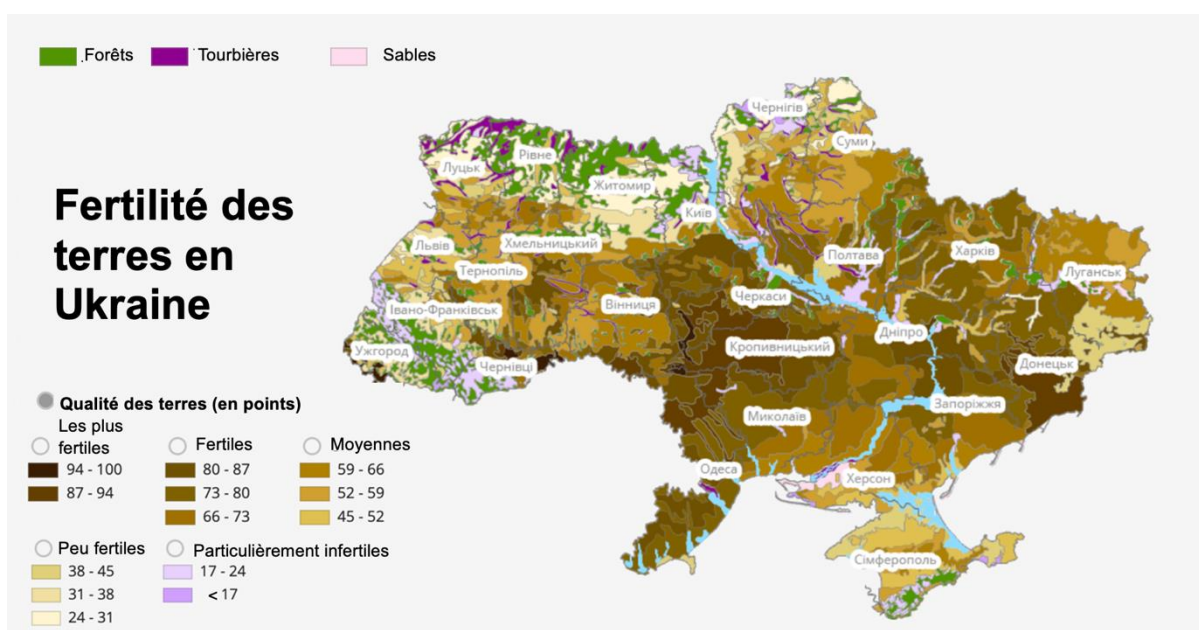 .Forêts
Tourbières
Sables
Fertilité des
terres en
Ukraine
Qualité des terres (en points)
Les plus
fertiles
94 - 100
87 - 94
Fertiles
80 - 87
73 - 80
66 - 73
Moyennes
59 - 66
52 - 59
45 - 52
Peu fertiles
38 - 45
31 - 38
24 - 31
Particulièrement infertiles
17 - 24
< 17
Чернігів
Суми
Луцьк
Рівне
Житомир
Київ
Львів
Хмельницький
Тернопіль
Полтава
Харків
Луганськ
Івано-Франківськ
Вінниця
Черкаси
Дніпро
Ужгород
Чернівці
Кропивницький
Донецьк
Миколаїв
Запоріжжя
Одеса
Херсон
Сімферополь